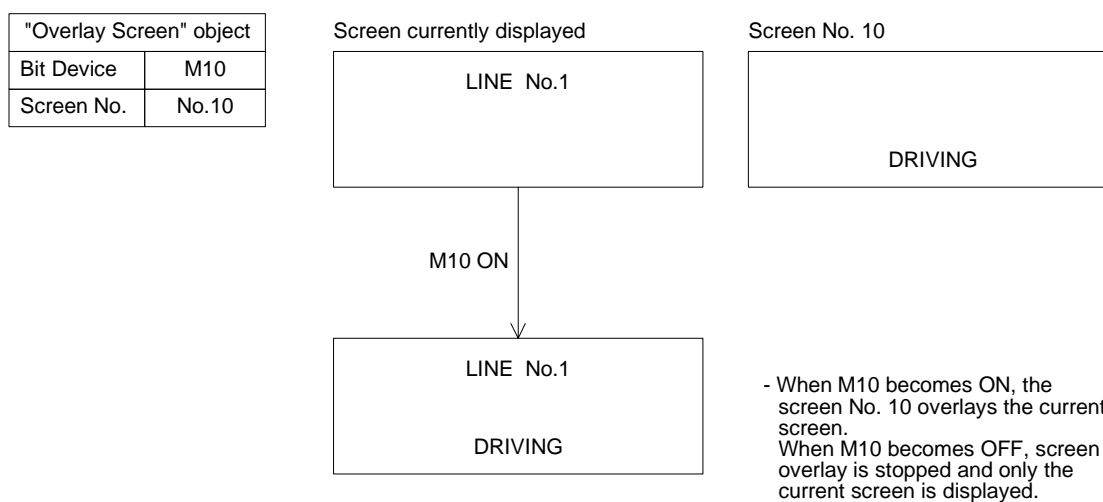 "Overlay Screen" object
Bit Device M10
Screen No. No.10
Screen currently displayed
LINE No.1
Screen No. 10
DRIVING
M10 ON
LINE No.1
DRIVING
- When M10 becomes ON, the
screen No. 10 overlays the current
screen.
When M10 becomes OFF, screen
overlay is stopped and only the
current screen is displayed.